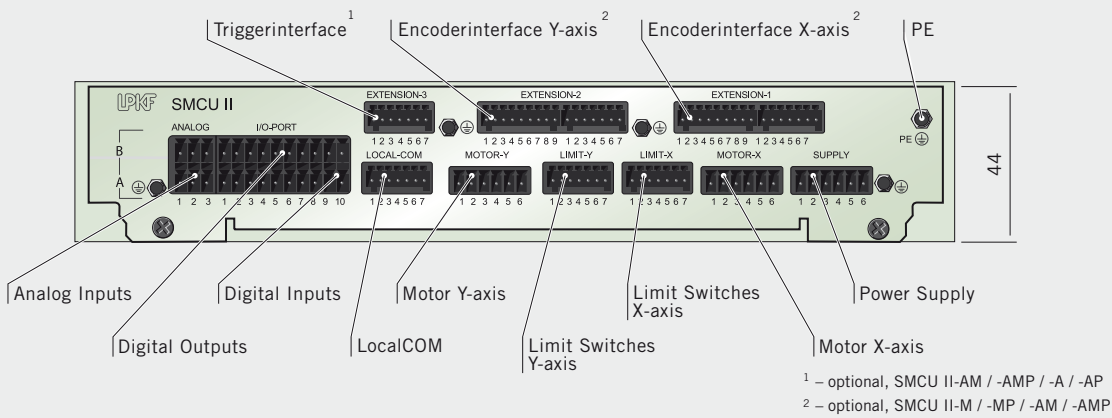 Triggerinterface 1
Encoderinterface Y-axis 2
Encoderinterface X-axis 2
PE
LPKF SMCU II
EXTENSION-3
EXTENSION-2
EXTENSION-1
1 2 3 4 5 6 7
1 2 3 4 5 6 7 8 9 1 2 3 4 5 6 7
1 2 3 4 5 6 7 8 9 1 2 3 4 5 6 7
PE
ANALOG
I/O-PORT
B
A
LOCAL-COM
MOTOR-Y
LIMIT-Y
LIMIT-X
MOTOR-X
SUPPLY
1 2 3 1 2 3 4 5 6 7 8 9 10
1 2 3 4 5 6 7
1 2 3 4 5 6
1 2 3 4 5 6 7
1 2 3 4 5 6 7
1 2 3 4 5 6
1 2 3 4 5 6
44
Analog Inputs
Digital Inputs
Motor Y-axis
Limit Switches
X-axis
Power Supply
Digital Outputs
LocalCOM
Limit Switches
Y-axis
Motor X-axis
1 – optional, SMCU II-AM / -AMP / -A / -AP
2 – optional, SMCU II-M / -MP / -AM / -AMP